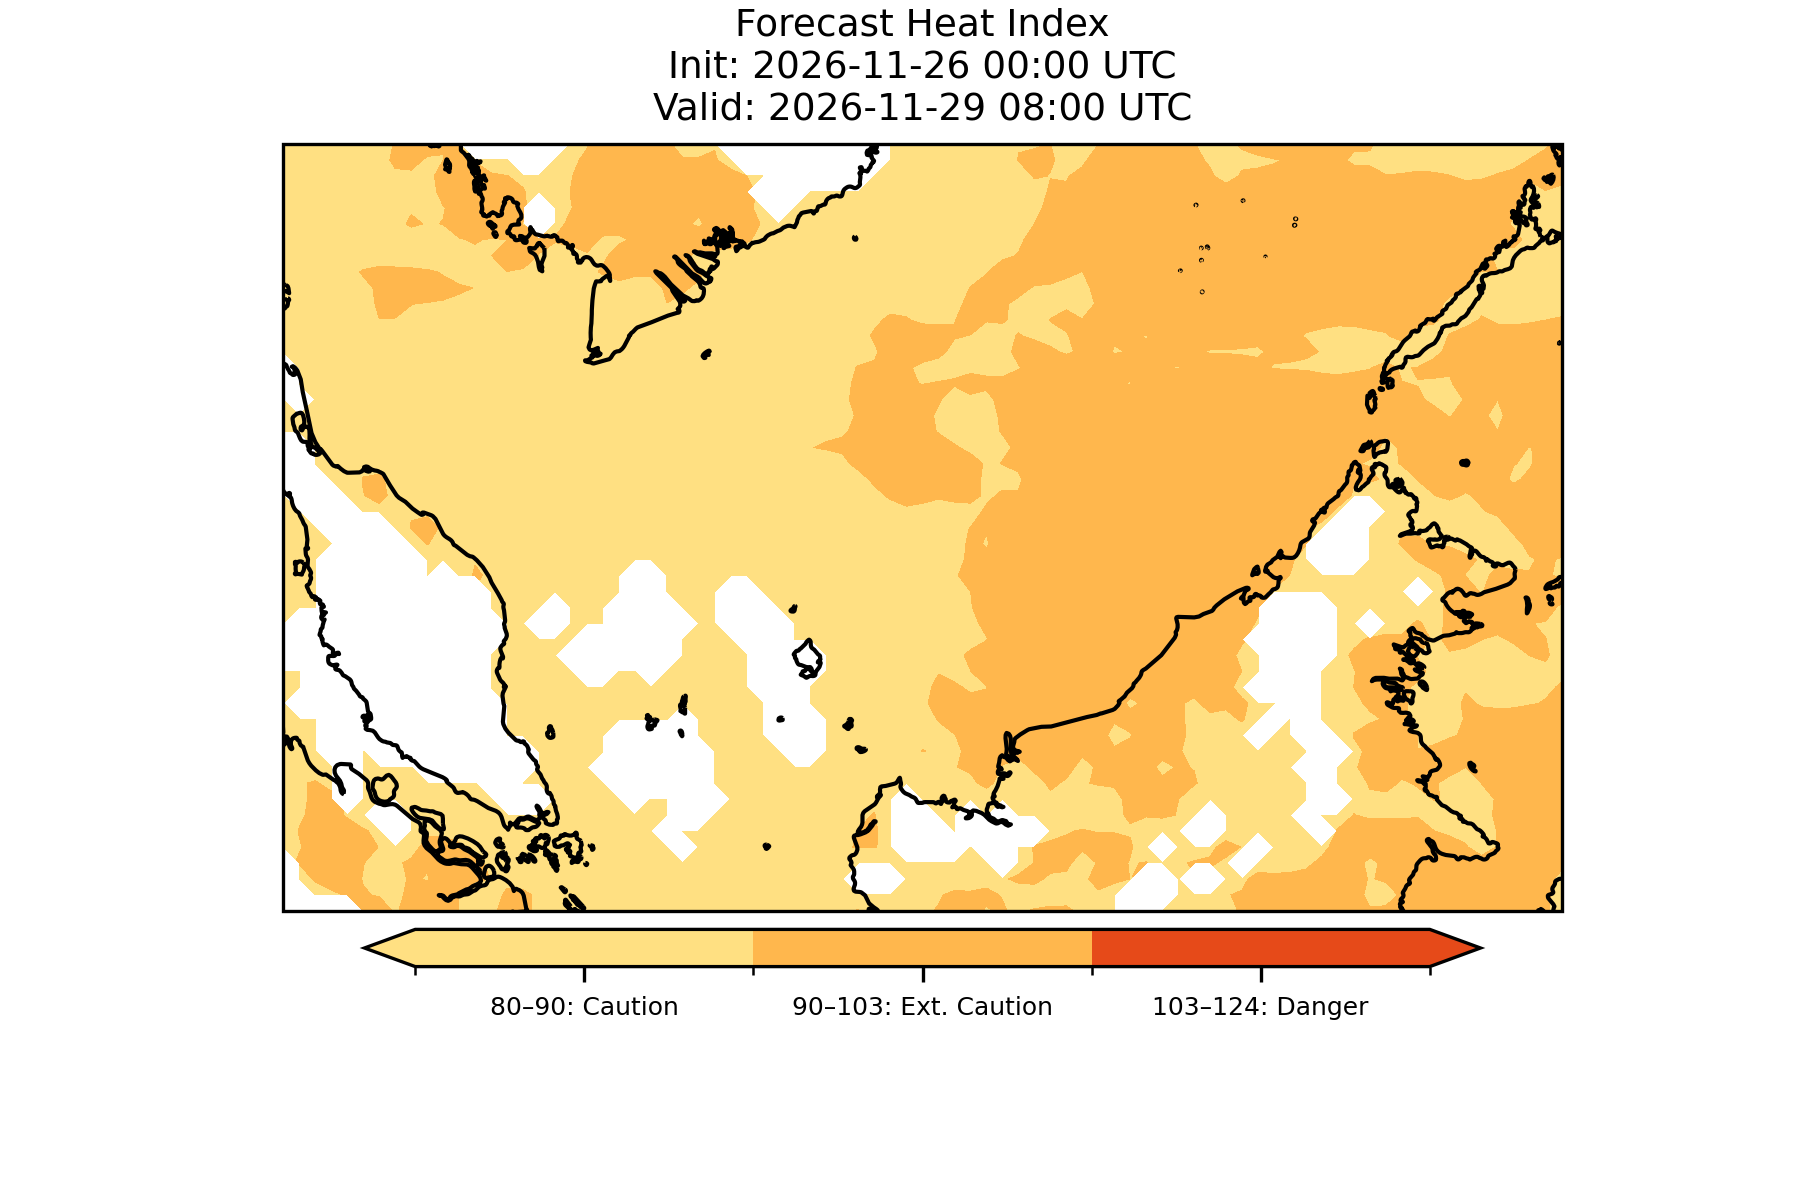 Forecast Heat Index
Init: 2026-11-26 00:00 UTC
Valid: 2026-11-29 08:00 UTC
80–90: Caution
90–103: Ext. Caution
103–124: Danger